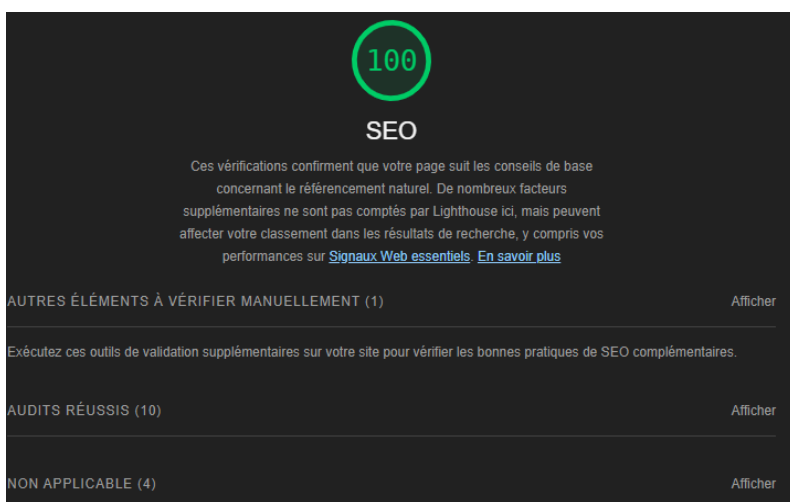 100
SEO
Ces vérifications confirment que votre page suit les conseils de base
concernant le référencement naturel. De nombreux facteurs
supplémentaires ne sont pas comptés par Lighthouse ici, mais peuvent
affecter votre classement dans les résultats de recherche, y compris vos
performances sur Signaux Web essentiels. En savoir plus
AUTRES ÉLÉMENTS À VÉRIFIER MANUELLEMENT (1) Afficher
Exécutez ces outils de validation supplémentaires sur votre site pour vérifier les bonnes pratiques de SEO complémentaires.
AUDITS RÉUSSIS (10) Afficher
NON APPLICABLE (4) Afficher